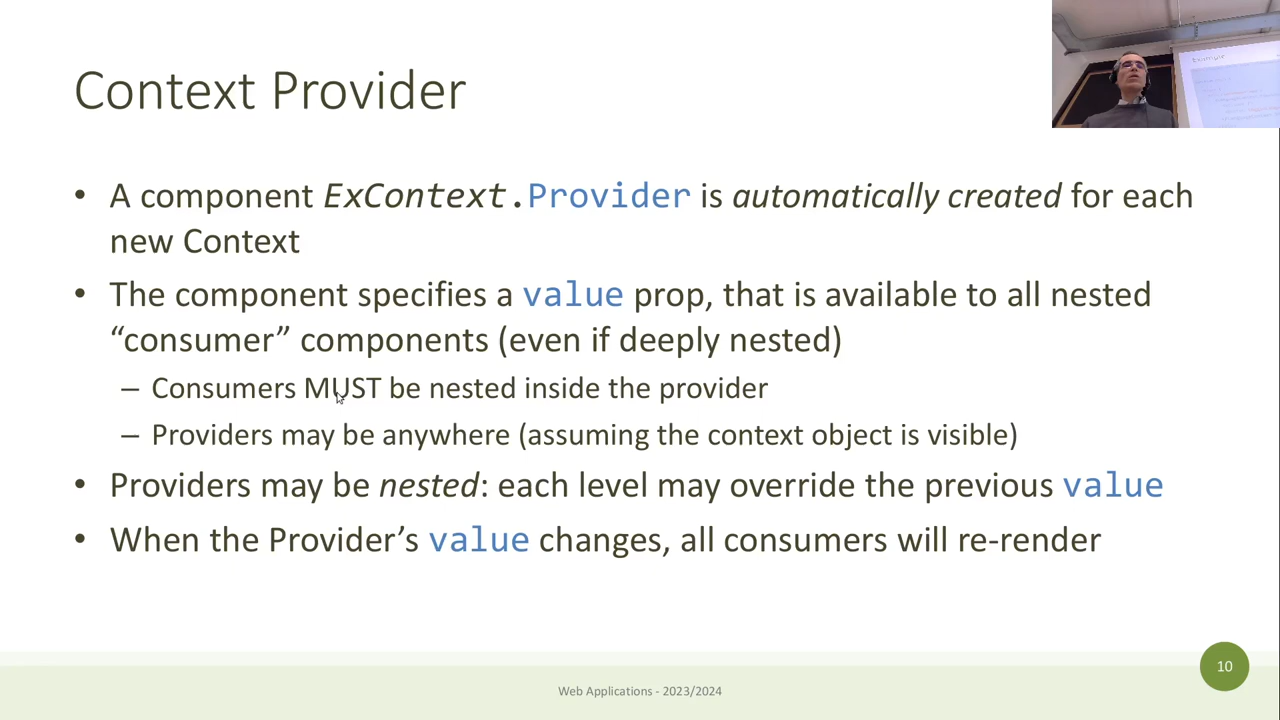 Context Provider
• A component ExContext.Provider is automatically created for each
new Context
• The component specifies a value prop, that is available to all nested
“consumer” components (even if deeply nested)
– Consumers MUST be nested inside the provider
– Providers may be anywhere (assuming the context object is visible)
• Providers may be nested: each level may override the previous value
• When the Provider’s value changes, all consumers will re-render
10
Web Applications - 2023/2024